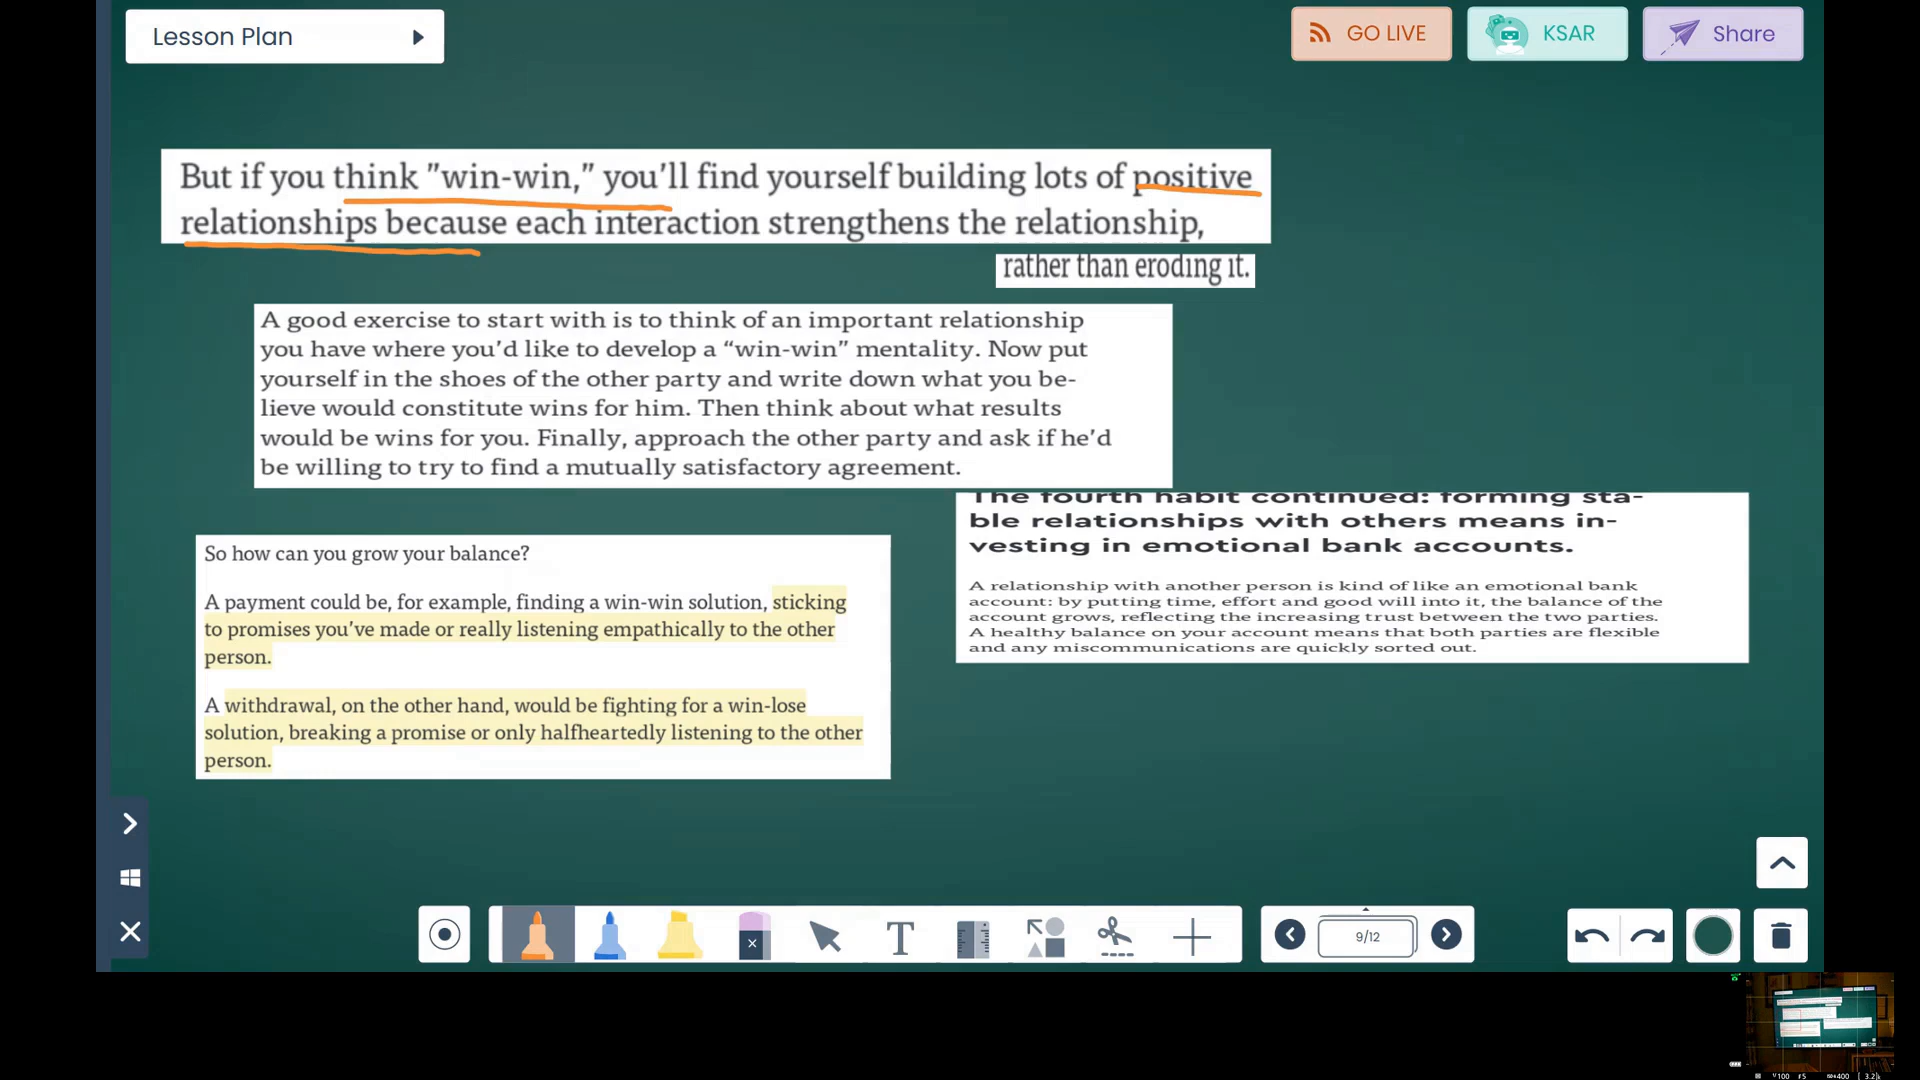 Lesson Plan
GO LIVE
KSAR
Share
But if you think "win-win," you'll find yourself building lots of positive
relationships because each interaction strengthens the relationship,
rather than eroding it.
A good exercise to start with is to think of an important relationship
you have where you'd like to develop a “win-win” mentality. Now put
yourself in the shoes of the other party and write down what you be-
lieve would constitute wins for him. Then think about what results
would be wins for you. Finally, approach the other party and ask if he'd
be willing to try to find a mutually satisfactory agreement.
The fourth habit continued: forming sta-
ble relationships with others means in-
vesting in emotional bank accounts.
A relationship with another person is kind of like an emotional bank
account: by putting time, effort and good will into it, the balance of the
account grows, reflecting the increasing trust between the two parties.
A healthy balance on your account means that both parties are flexible
and any miscommunications are quickly sorted out.
So how can you grow your balance?
A payment could be, for example, finding a win-win solution, sticking
to promises you've made or really listening empathically to the other
person.
A withdrawal, on the other hand, would be fighting for a win-lose
solution, breaking a promise or only halfheartedly listening to the other
person.
T
9/12